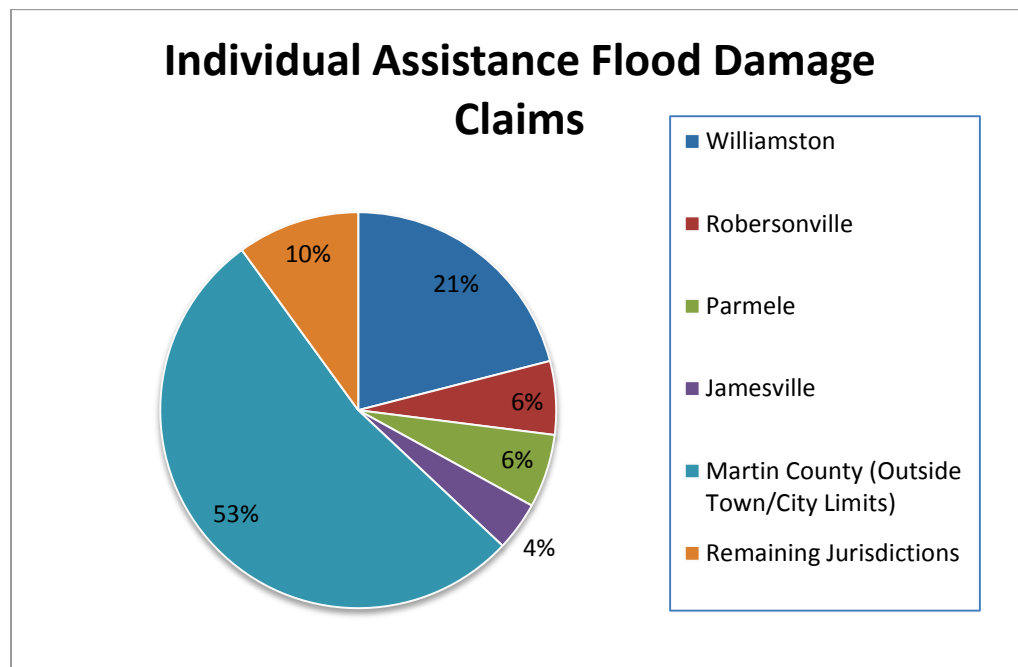 Individual Assistance Flood Damage
Claims
Williamston
Robersonville
Parmele
Jamesville
Martin County (Outside
Town/City Limits)
Remaining Jurisdictions
10%
21%
6%
6%
4%
53%